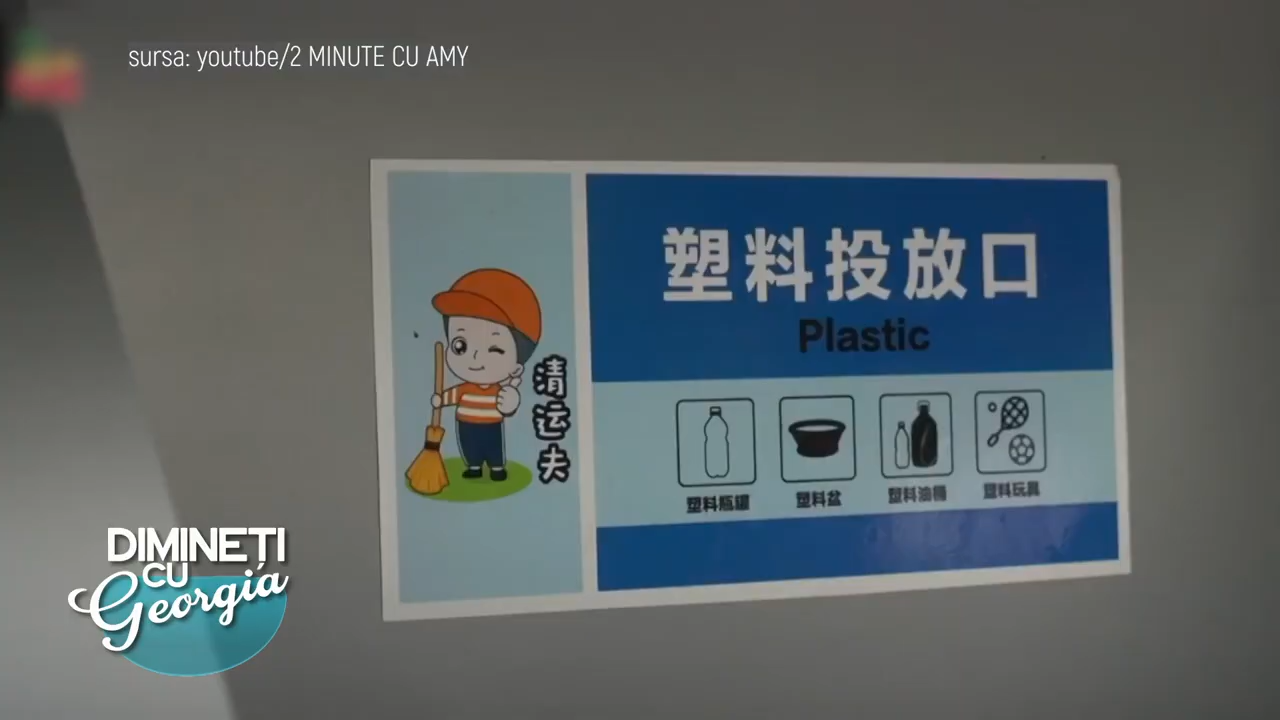 sursa: youtube/2 MINUTE CU AMY
清运夫
塑料投放口
Plastic
塑料瓶罐
塑料盆
塑料油桶
塑料玩具
DIMINETI
CU
Georgia